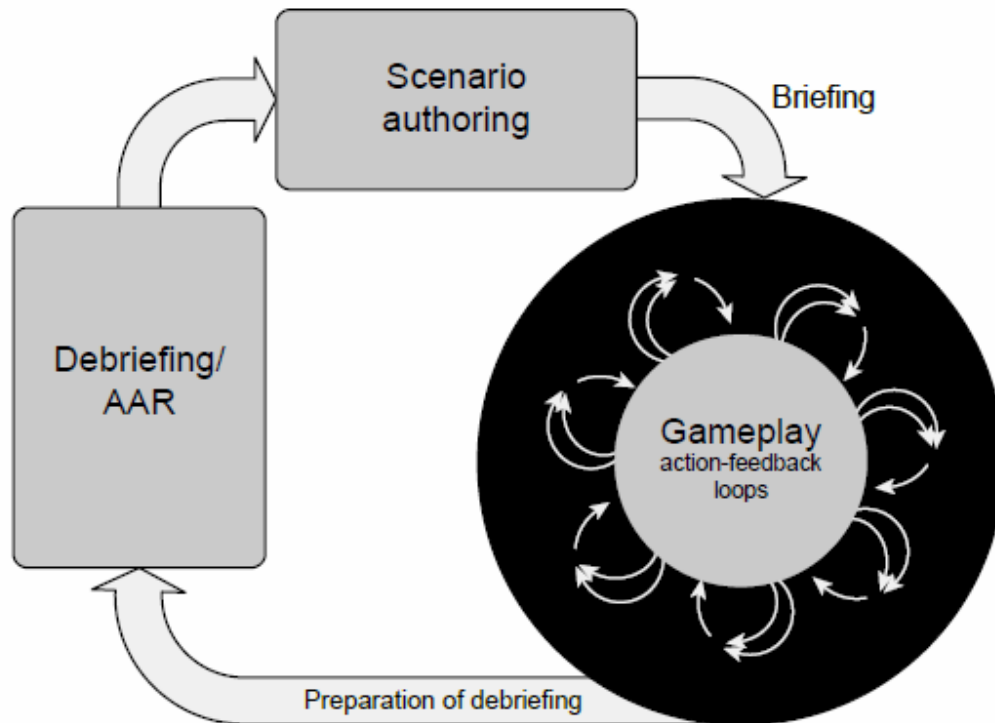 Scenario
authoring
Briefing
Debriefing/
AAR
Gameplay
action-feedback
loops
Preparation of debriefing